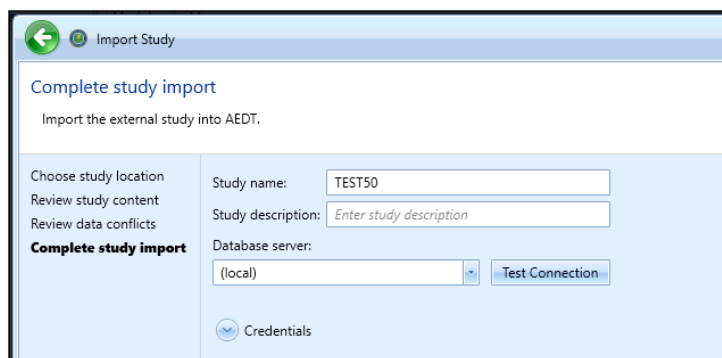 Import Study
Complete study import
Import the external study into AEDT.
Choose study location
Review study content
Review data conflicts
Complete study import
Study name: TEST50
Study description: Enter study description
Database server:
(local) Test Connection
Credentials